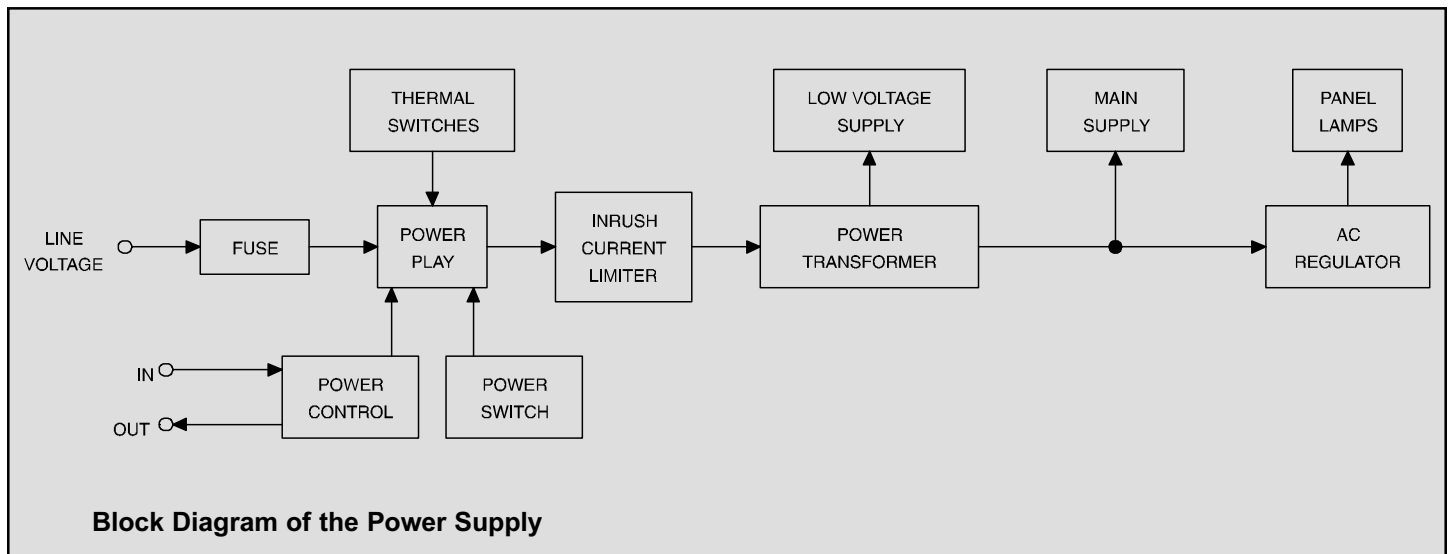 THERMAL
SWITCHES
LOW VOLTAGE
SUPPLY
MAIN
SUPPLY
PANEL
LAMPS
LINE
VOLTAGE
FUSE
POWER
PLAY
INRUSH
CURRENT
LIMITER
POWER
TRANSFORMER
AC
REGULATOR
IN
OUT
POWER
CONTROL
POWER
SWITCH
Block Diagram of the Power Supply